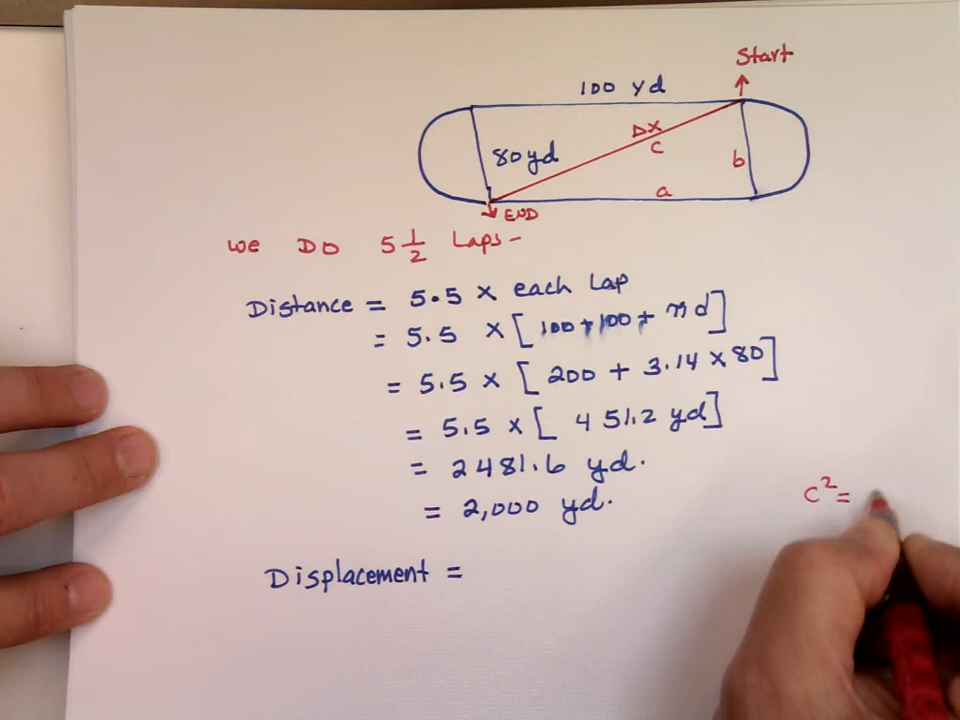 Start
100 yd
Δx
c
80 yd
b
a
END
We Do 5 1/2 Laps-
Distance = 5.5 × each Lap
= 5.5 × [100+100+ πd]
= 5.5 × [200 + 3.14 × 80]
= 5.5 × [451.2 yd]
= 2481.6 yd.
= 2,000 yd.
c² =
Displacement =